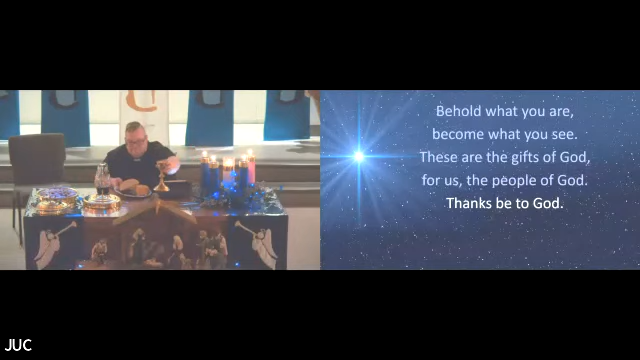 Behold what you are,
become what you see.
These are the gifts of God,
for us, the people of God.
Thanks be to God.
JUC